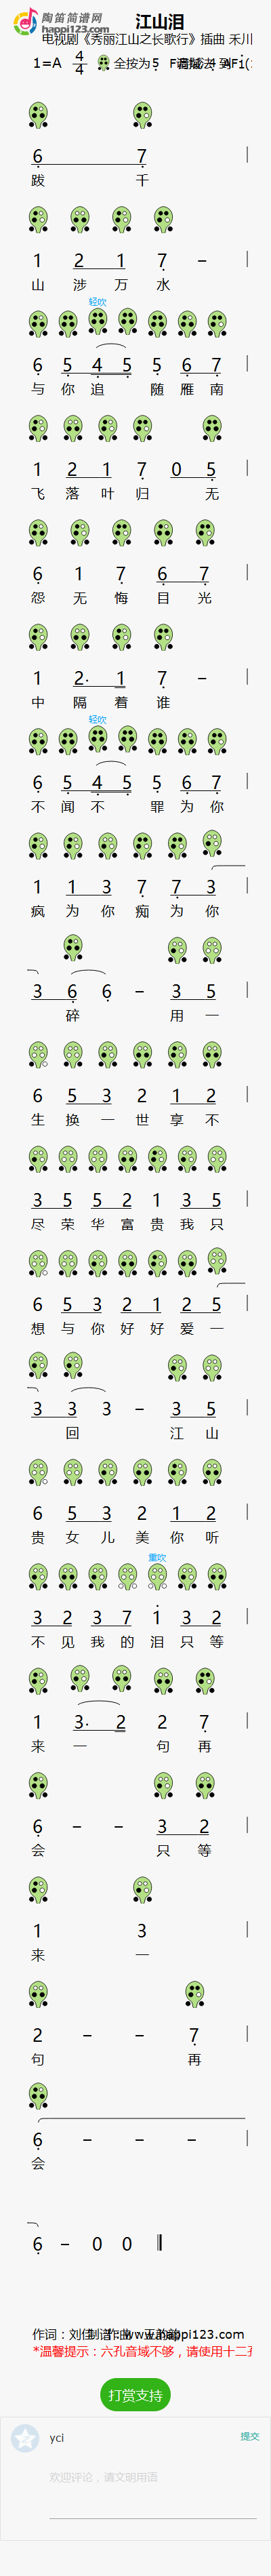 陶笛简谱网
happi123.com
江山泪
电视剧《秀丽江山之长歌行》插曲 禾川
1=A 4/4 全按为5
6 7
跋 千
1 2 1 7 -
山 涉 万 水
轻吹
6 5 4 5 5 6 7
与 你 追 随 雁 南
1 2 1 7 0 5
飞 落 叶 归 无
6 1 7 6 7
怨 无 悔 目 光
1 2· 1 7 -
中 隔 着 谁
轻吹
6 5 4 5 5 6 7
不 闻 不 罪 为 你
1 1 3 7 7 3
疯 为 你 痴 为 你
3 6 6 - 3 5
碎 用 一
6 5 3 2 1 2
生 换 一 世 享 不
3 5 5 2 1 3 5
尽 荣 华 富 贵 我 只
6 5 3 2 1 2 5
想 与 你 好 好 爱 一
3 3 3 - 3 5
回 江 山
6 5 3 2 1 2
贵 女 儿 美 你 听
重吹
3 2 3 7 1 3 2
不 见 我 的 泪 只 等
1 3· 2 2 7
来 一 句 再
6 - - 3 2
会 只 等
1 3
来 一
2 - - 7
句 再
6 - - -
会
6 - 0 0
作词：刘佳 www.happi123.com
*温馨提示：六孔音域不够，请使用十二孔
打赏支持
yci
提交
欢迎评论，请文明用语